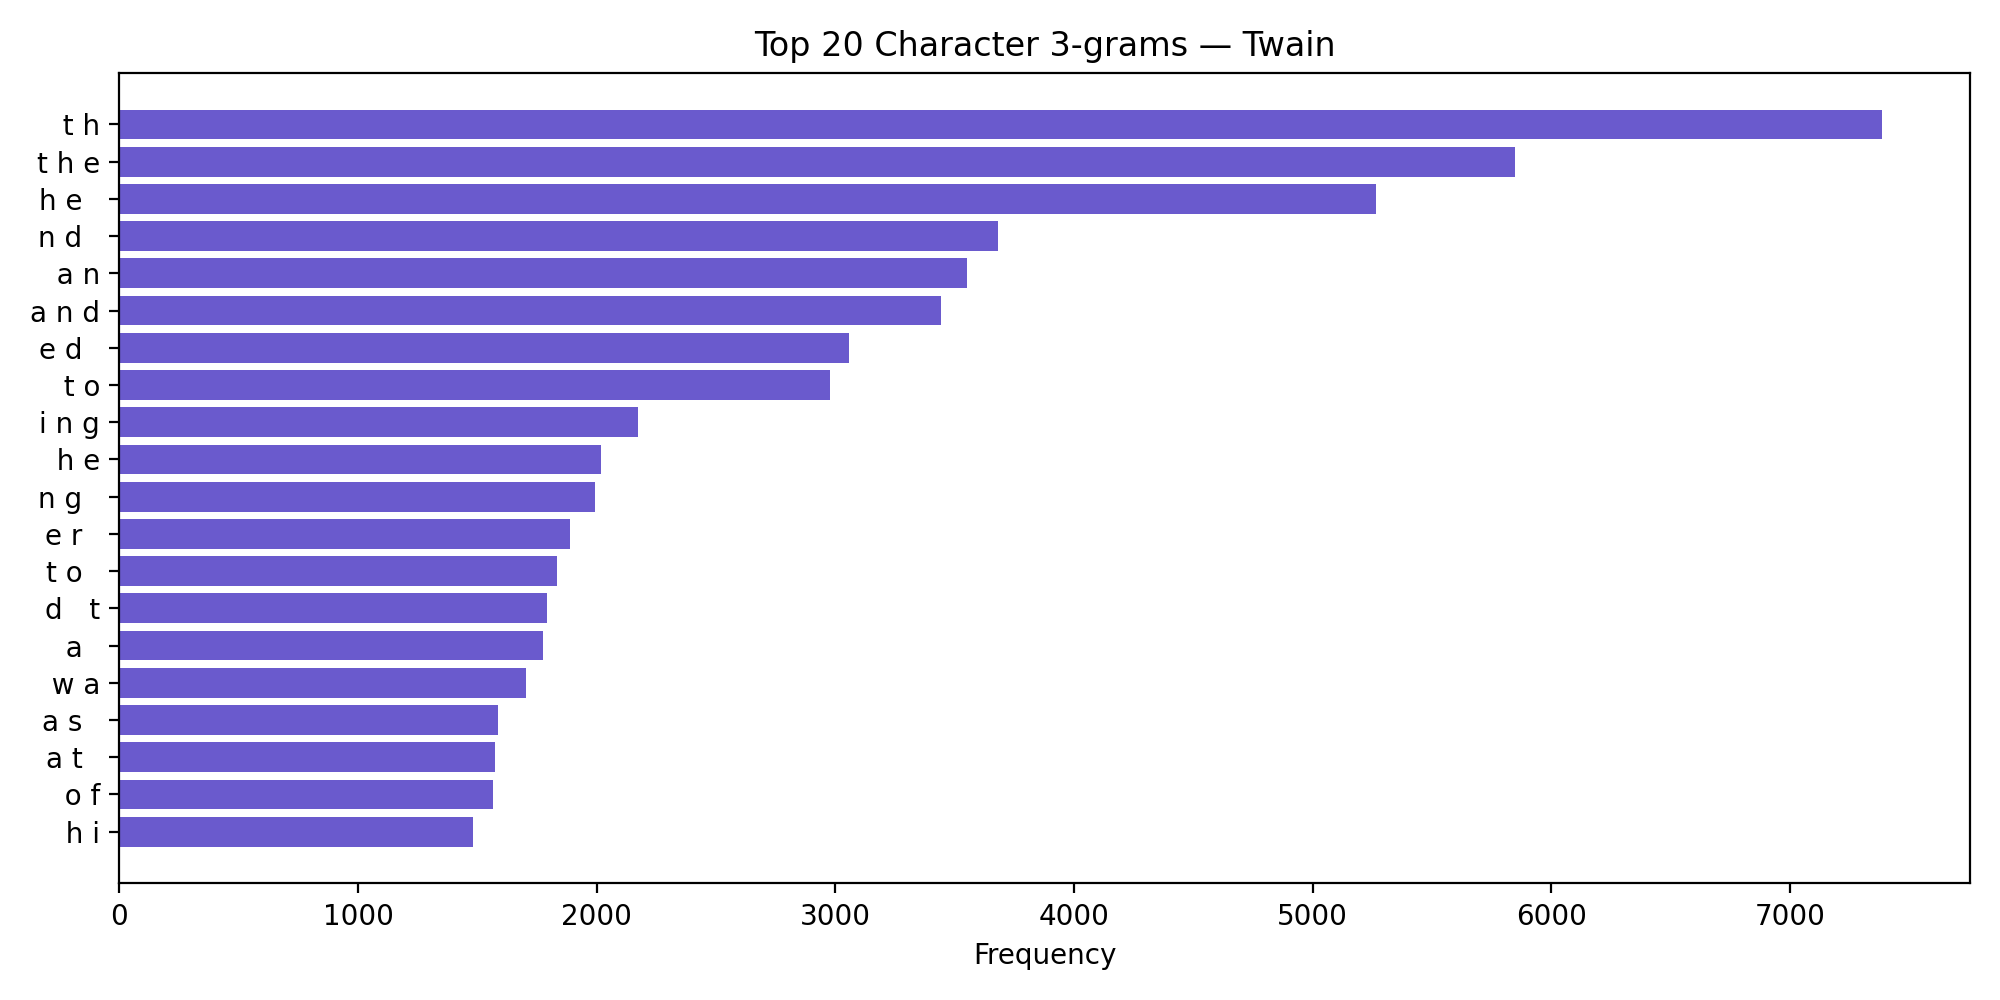 Top 20 Character 3-grams — Twain
t h
t h e
h e
n d
a n
a n d
e d
t o
i n g
h e
n g
e r
t o
d   t
a
w a
a s
a t
o f
h i
0 1000 2000 3000 4000 5000 6000 7000
Frequency